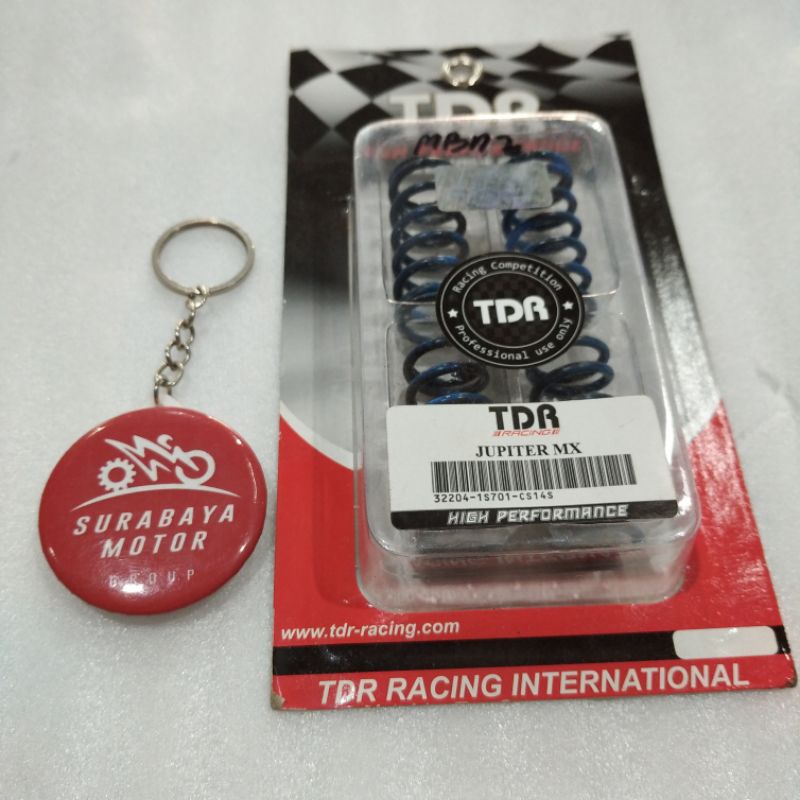 TDR
MBM2
Racing Competition
TDR
Professional use only
TDR
RACING
JUPITER MX
32204-1S701-CS14S
HIGH PERFORMANCE
www.tdr-racing.com
TDR RACING INTERNATIONAL
SURABAYA
MOTOR
GROUP